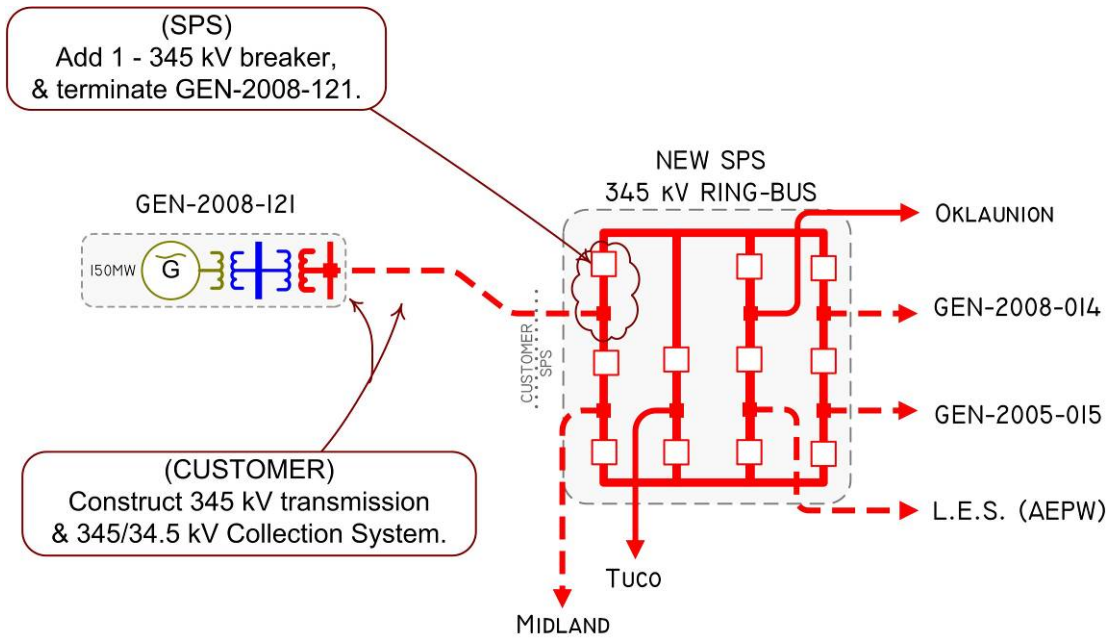 (SPS)
Add 1 - 345 kV breaker,
& terminate GEN-2008-121.
NEW SPS
345 kV RING-BUS
GEN-2008-121
150MW
G
OKLAUNION
GEN-2008-014
CUSTOMER
SPS
GEN-2005-015
(CUSTOMER)
Construct 345 kV transmission
& 345/34.5 kV Collection System.
L.E.S. (AEPW)
TUCO
MIDLAND